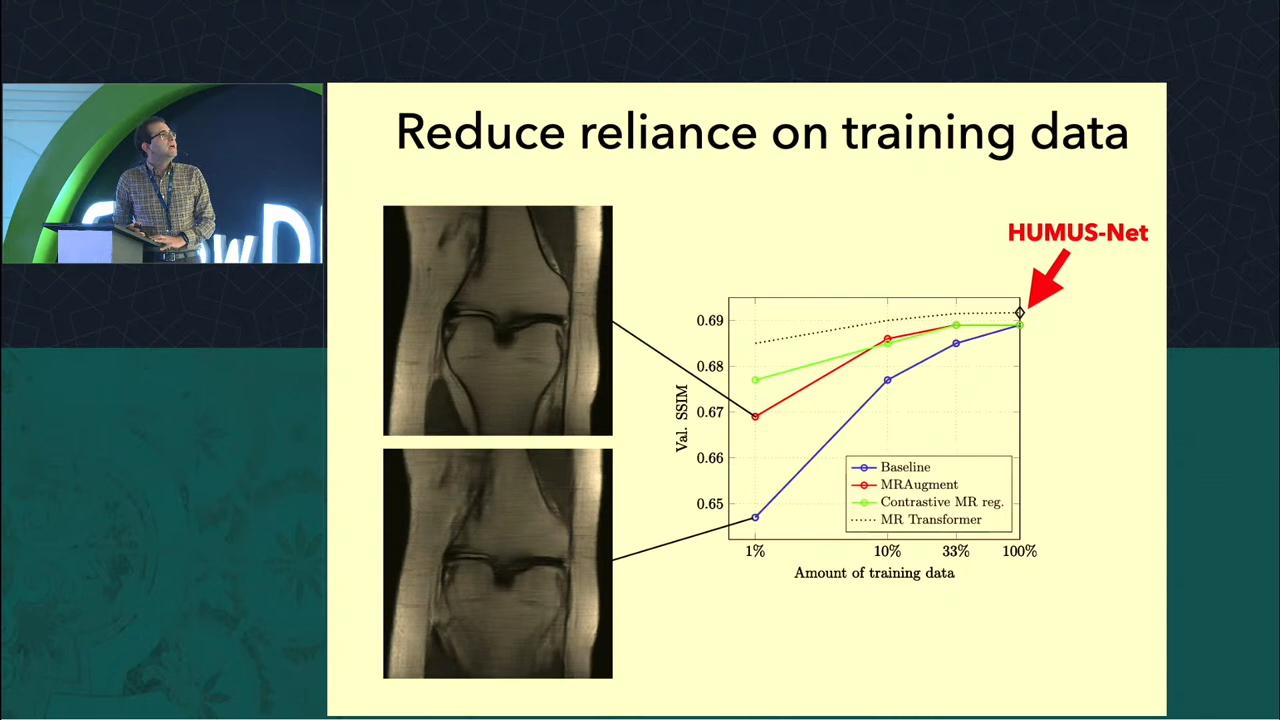 Reduce reliance on training data
HUMUS-Net
0.69
0.68
0.67
0.66
0.65
Val. SSIM
Baseline
MRAugment
Contrastive MR reg.
MR Transformer
1%
10%
33%
100%
Amount of training data